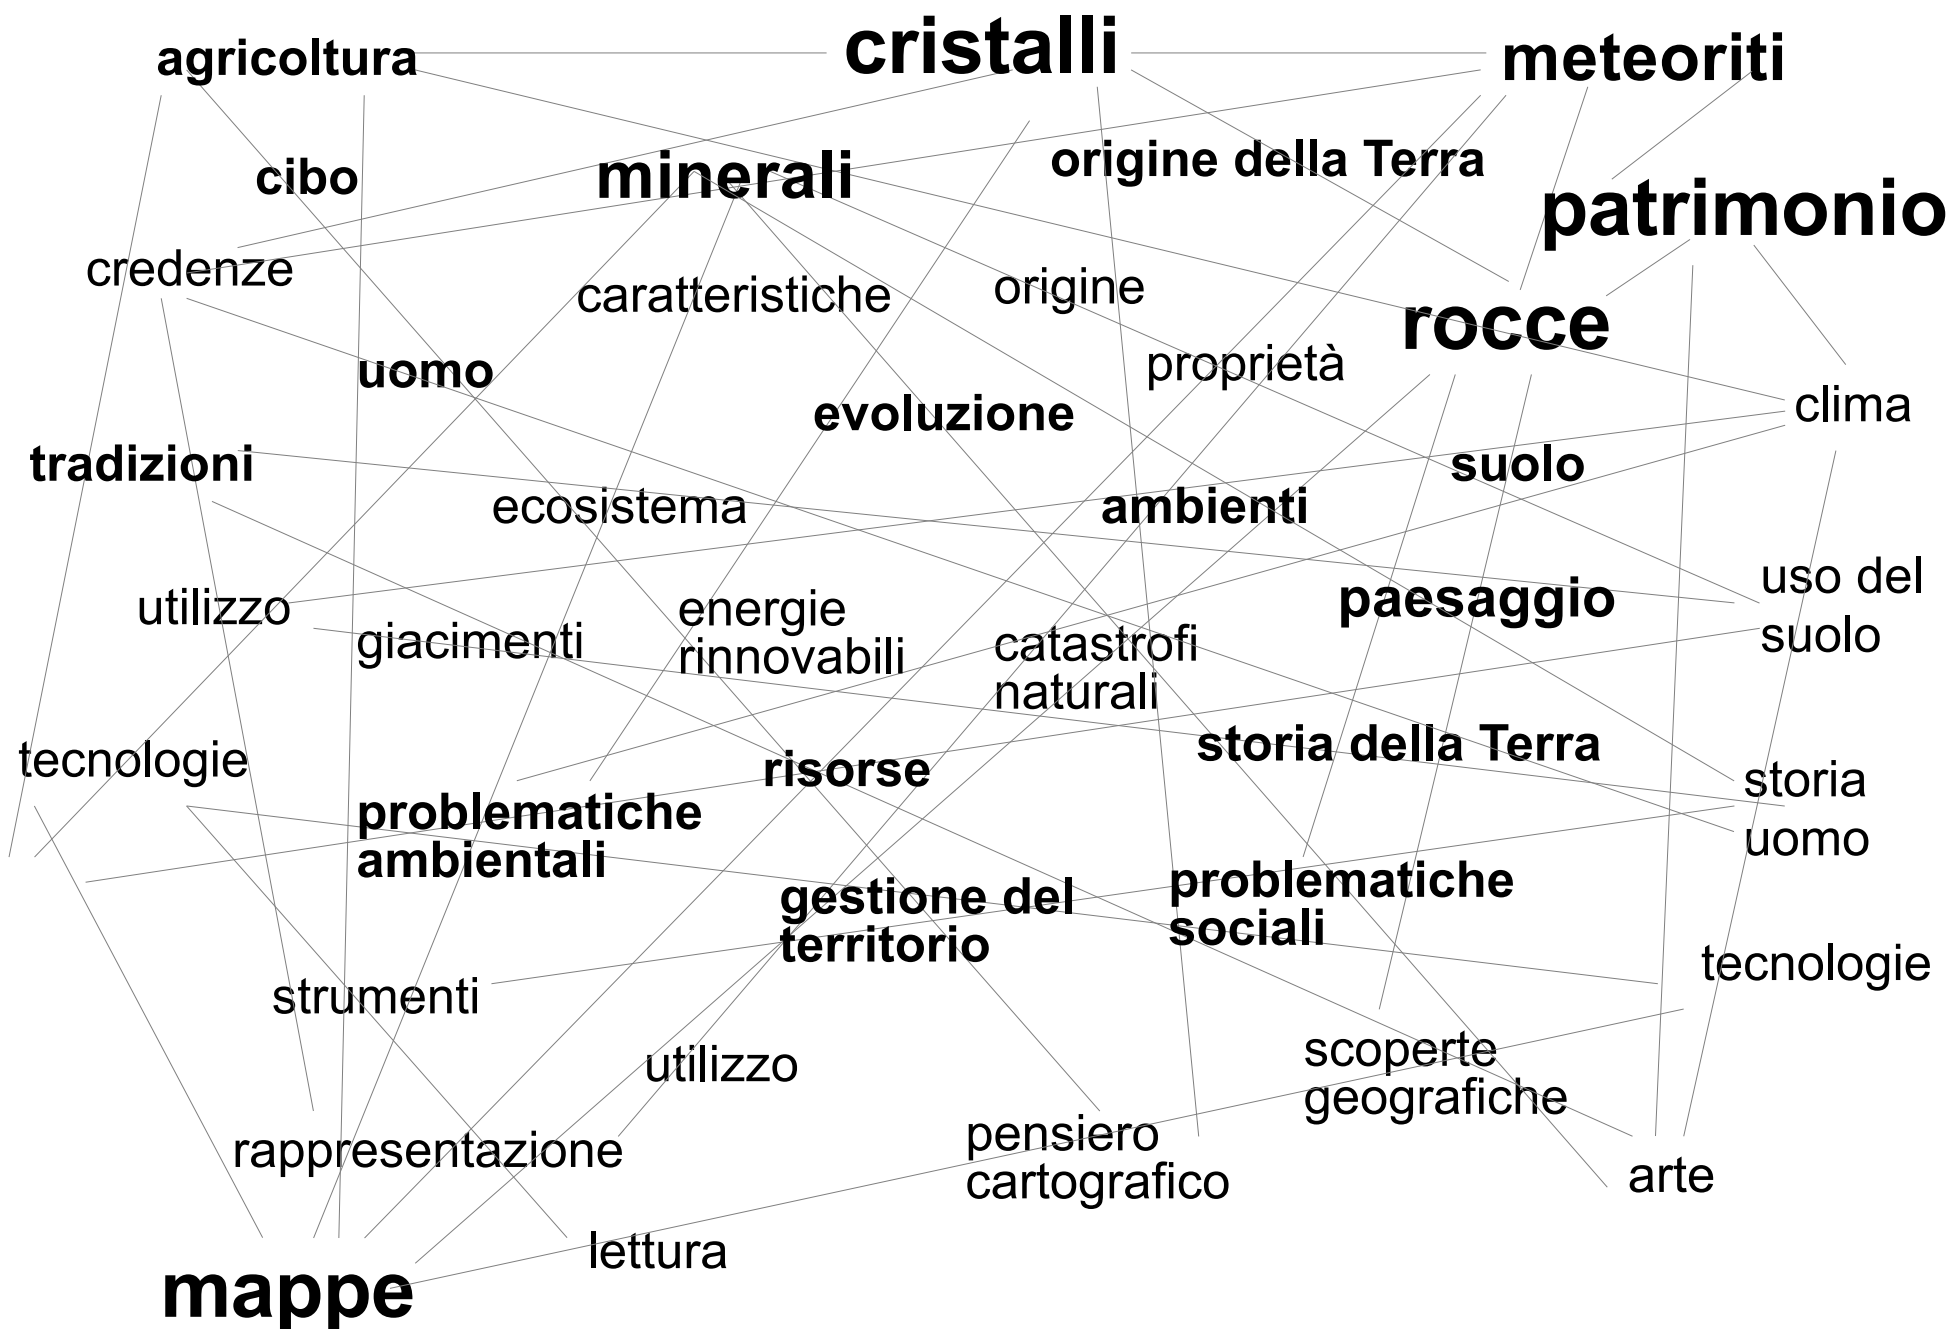 cristalli
agricoltura
meteoriti
cibo
minerali
origine della Terra
patrimonio
credenze
caratteristiche
origine
rocce
uomo
proprietà
evoluzione
clima
tradizioni
ecosistema
ambienti
suolo
utilizzo
giacimenti
energie
rinnovabili
catastrofi
naturali
paesaggio
uso del
suolo
tecnologie
risorse
storia della Terra
storia
uomo
problematiche
ambientali
gestione del
territorio
problematiche
sociali
tecnologie
strumenti
utilizzo
scoperte
geografiche
rappresentazione
pensiero
cartografico
arte
lettura
mappe